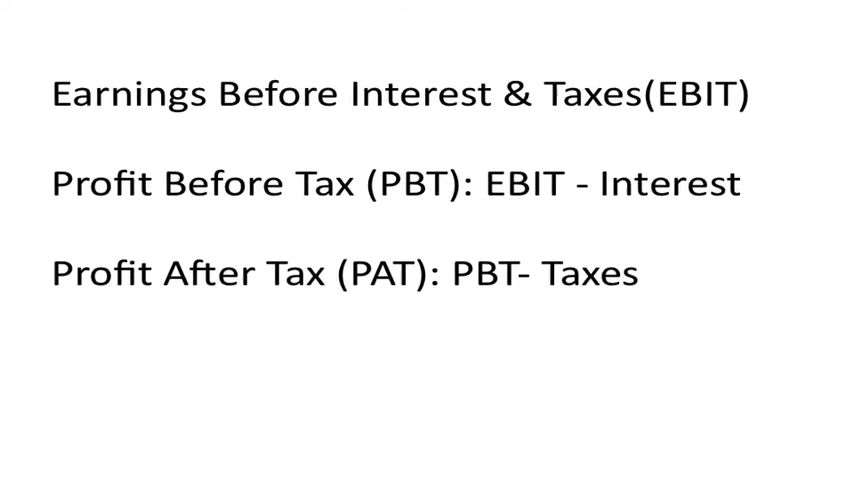 Earnings Before Interest & Taxes(EBIT)
Profit Before Tax (PBT): EBIT - Interest
Profit After Tax (PAT): PBT- Taxes